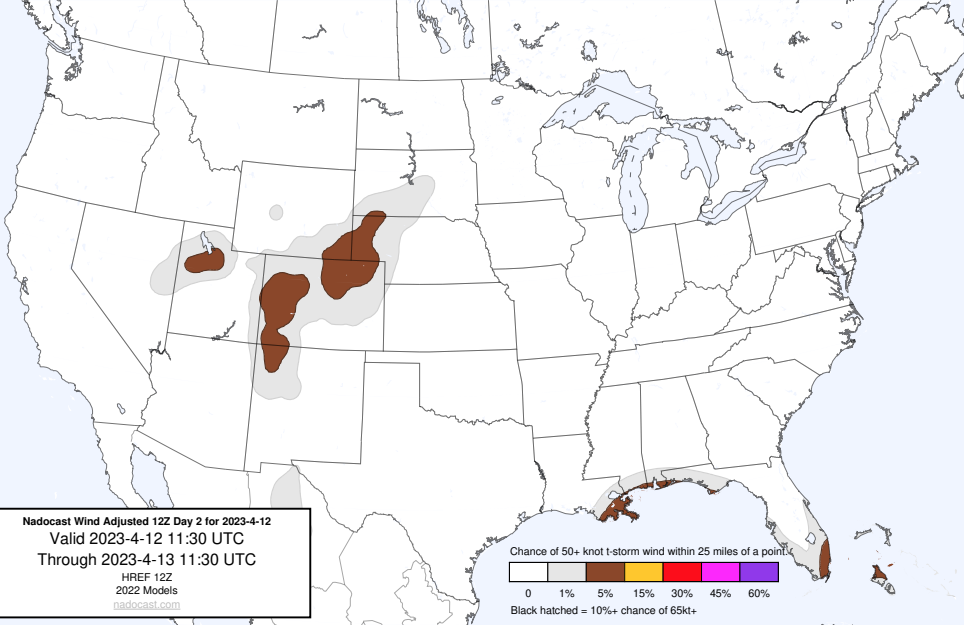 Nadocast Wind Adjusted 12Z Day 2 for 2023-4-12
Valid 2023-4-12 11:30 UTC
Through 2023-4-13 11:30 UTC
HREF 12Z
2022 Models
nadocast.com
Chance of 50+ knot t-storm wind within 25 miles of a point.
0 1% 5% 15% 30% 45% 60%
Black hatched = 10%+ chance of 65kt+